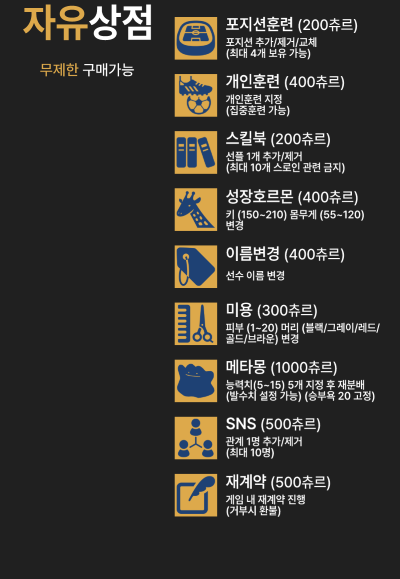 자유상점
무제한 구매가능
포지션훈련 (200츄르)
포지션 추가/제거/교체
(최대 4개 보유 가능)
개인훈련 (400츄르)
개인훈련 지정
(집중훈련 가능)
스킬북 (200츄르)
선플 1개 추가/제거
(최대 10개 스로인 관련 금지)
성장호르몬 (400츄르)
키 (150~210) 몸무게 (55~120)
변경
이름변경 (400츄르)
선수 이름 변경
미용 (300츄르)
피부 (1~20) 머리 (블랙/그레이/레드/
골드/브라운) 변경
메타몽 (1000츄르)
능력치(5~15) 5개 지정 후 재분배
(발수치 설정 가능) (승부욕 20 고정)
SNS (500츄르)
관계 1명 추가/제거
(최대 10명)
재계약 (500츄르)
게임 내 재계약 진행
(거부시 환불)